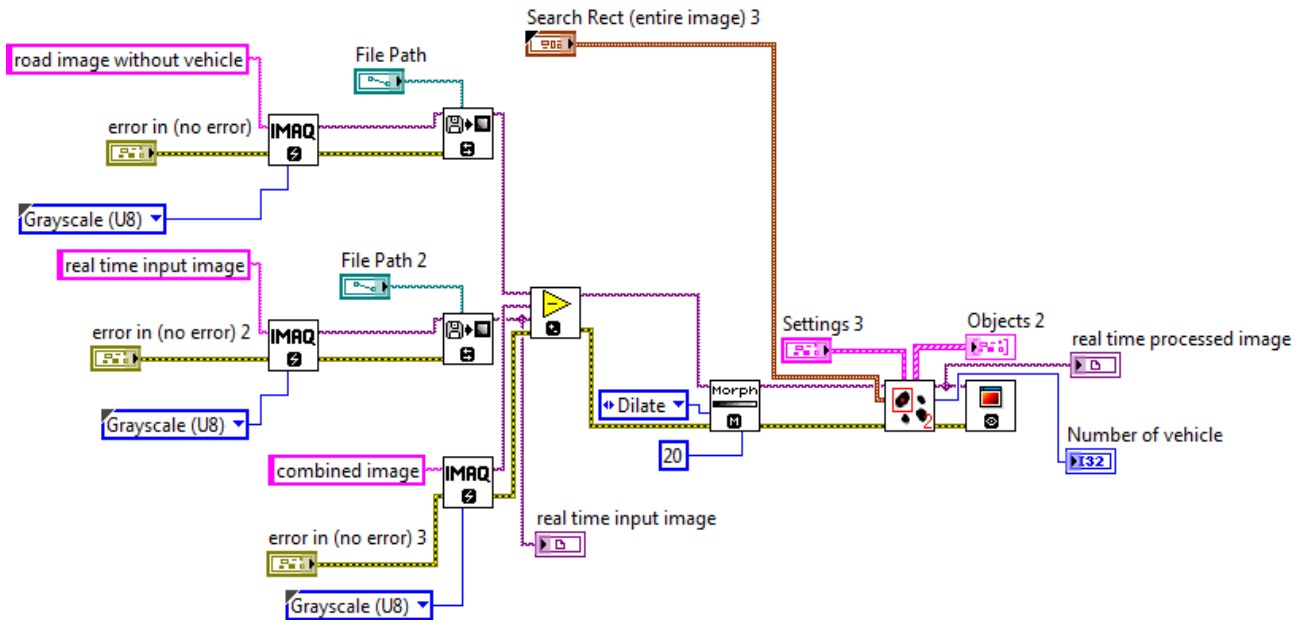 Search Rect (entire image) 3
road image without vehicle
File Path
error in (no error)
IMAQ
Grayscale (U8)
real time input image
File Path 2
error in (no error) 2
IMAQ
Settings 3
Objects 2
real time processed image
Morph
Dilate
M
2
Grayscale (U8)
20
Number of vehicle
I32
combined image
IMAQ
real time input image
error in (no error) 3
Grayscale (U8)